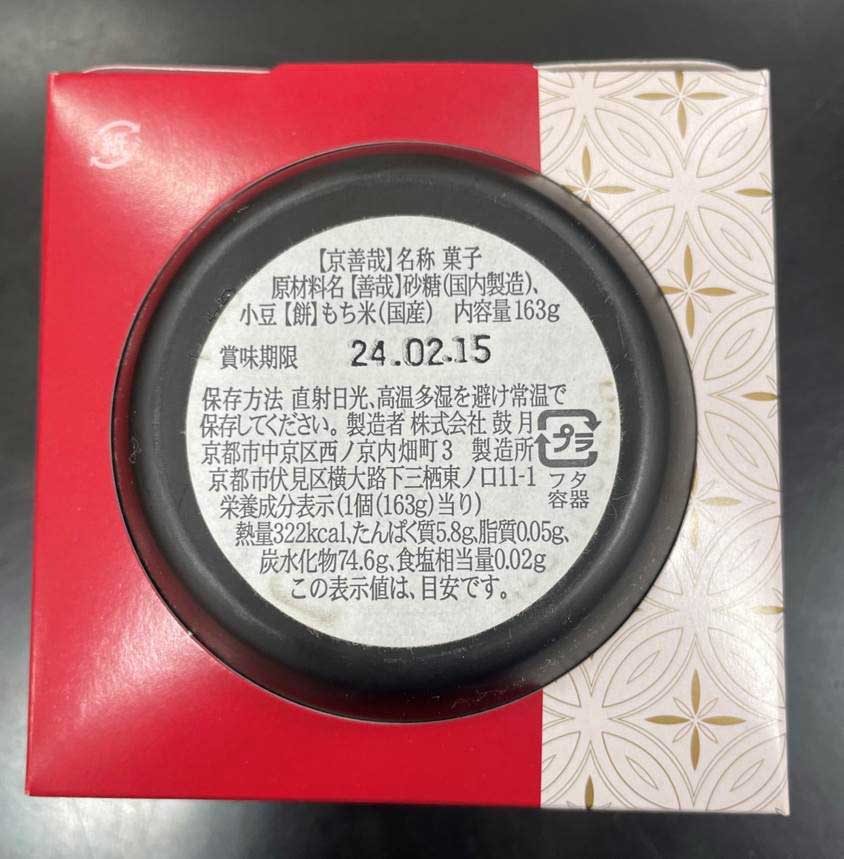 【京善哉】名称 菓子
原材料名【善哉】砂糖(国内製造)、
小豆【餅】もち米(国産) 内容量163g
賞味期限 24.02.15
保存方法 直射日光、高温多湿を避け常温で
保存してください。製造者 株式会社 鼓月
京都市中京区西ノ京内畑町3 製造所
京都市伏見区横大路下三栖東ノ口11-1
プラ
フタ
容器
栄養成分表示(1個(163g)当り)
熱量322kcal、たんぱく質5.8g、脂質0.05g、
炭水化物74.6g、食塩相当量0.02g
この表示値は、目安です。
紙